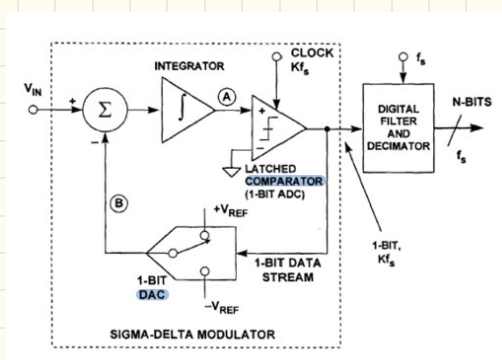 CLOCK
Kfs
fs
INTEGRATOR
VIN
+
Σ
−
∫
A
+
−
DIGITAL
FILTER
AND
DECIMATOR
N-BITS
fs
LATCHED
COMPARATOR
(1-BIT ADC)
B
+VREF
1-BIT
DAC
1-BIT DATA
STREAM
1-BIT,
Kfs
−VREF
SIGMA-DELTA MODULATOR